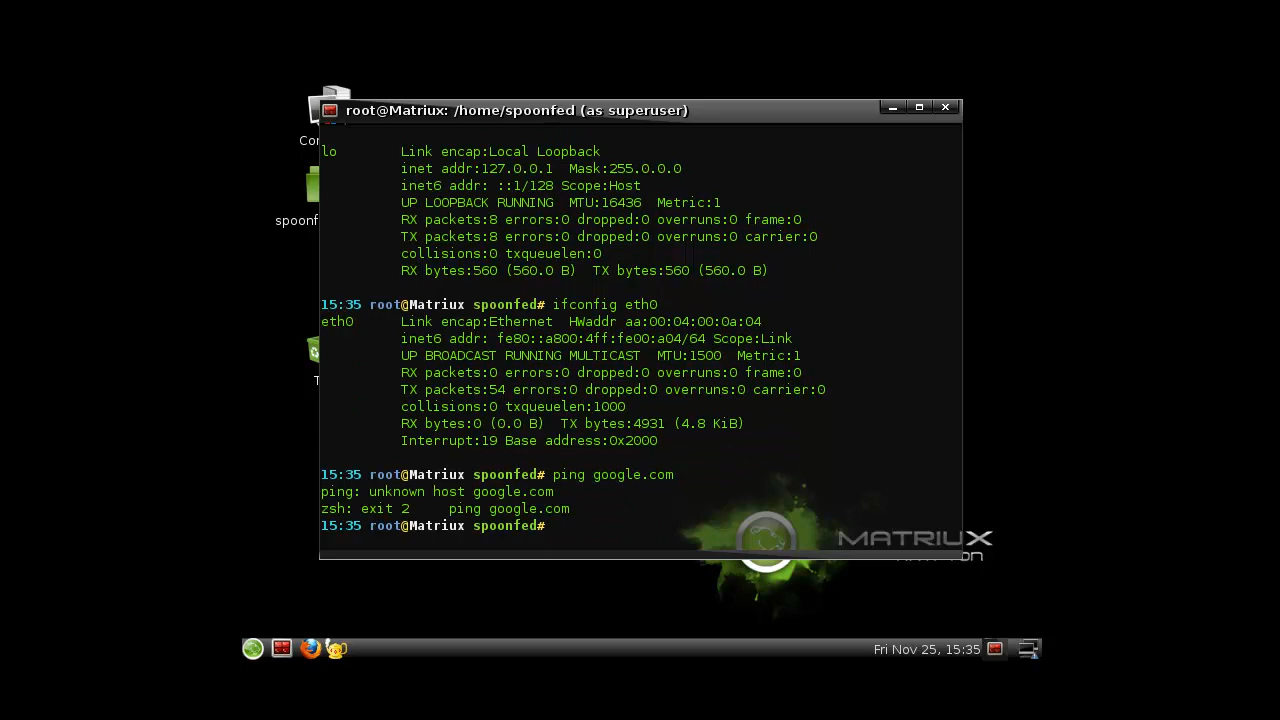 root@Matriux: /home/spoonfed (as superuser)
lo        Link encap:Local Loopback
          inet addr:127.0.0.1  Mask:255.0.0.0
          inet6 addr: ::1/128 Scope:Host
          UP LOOPBACK RUNNING  MTU:16436  Metric:1
          RX packets:8 errors:0 dropped:0 overruns:0 frame:0
          TX packets:8 errors:0 dropped:0 overruns:0 carrier:0
          collisions:0 txqueuelen:0
          RX bytes:560 (560.0 B)  TX bytes:560 (560.0 B)
15:35 root@Matriux spoonfed# ifconfig eth0
eth0      Link encap:Ethernet  HWaddr aa:00:04:00:0a:04
          inet6 addr: fe80::a800:4ff:fe00:a04/64 Scope:Link
          UP BROADCAST RUNNING MULTICAST  MTU:1500  Metric:1
          RX packets:0 errors:0 dropped:0 overruns:0 frame:0
          TX packets:54 errors:0 dropped:0 overruns:0 carrier:0
          collisions:0 txqueuelen:1000
          RX bytes:0 (0.0 B)  TX bytes:4931 (4.8 KiB)
          Interrupt:19 Base address:0x2000
15:35 root@Matriux spoonfed# ping google.com
ping: unknown host google.com
zsh: exit 2     ping google.com
15:35 root@Matriux spoonfed#
MATRIUX
Fri Nov 25, 15:35